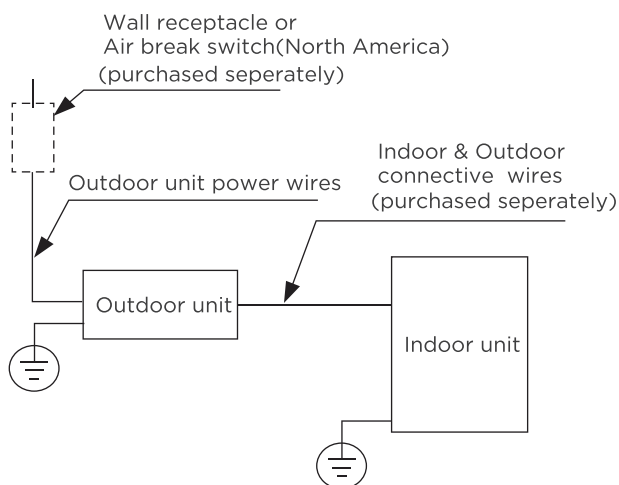 Wall receptacle or
Air break switch(North America)
(purchased seperately)
Indoor & Outdoor
connective wires
(purchased seperately)
Outdoor unit power wires
Outdoor unit
Indoor unit